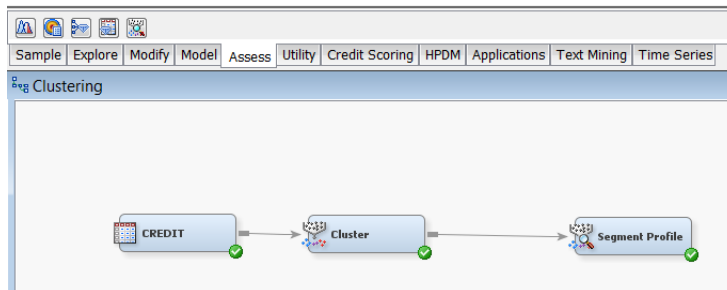 Sample Explore Modify Model Assess Utility Credit Scoring HPDM Applications Text Mining Time Series
Clustering
CREDIT Cluster Segment Profile